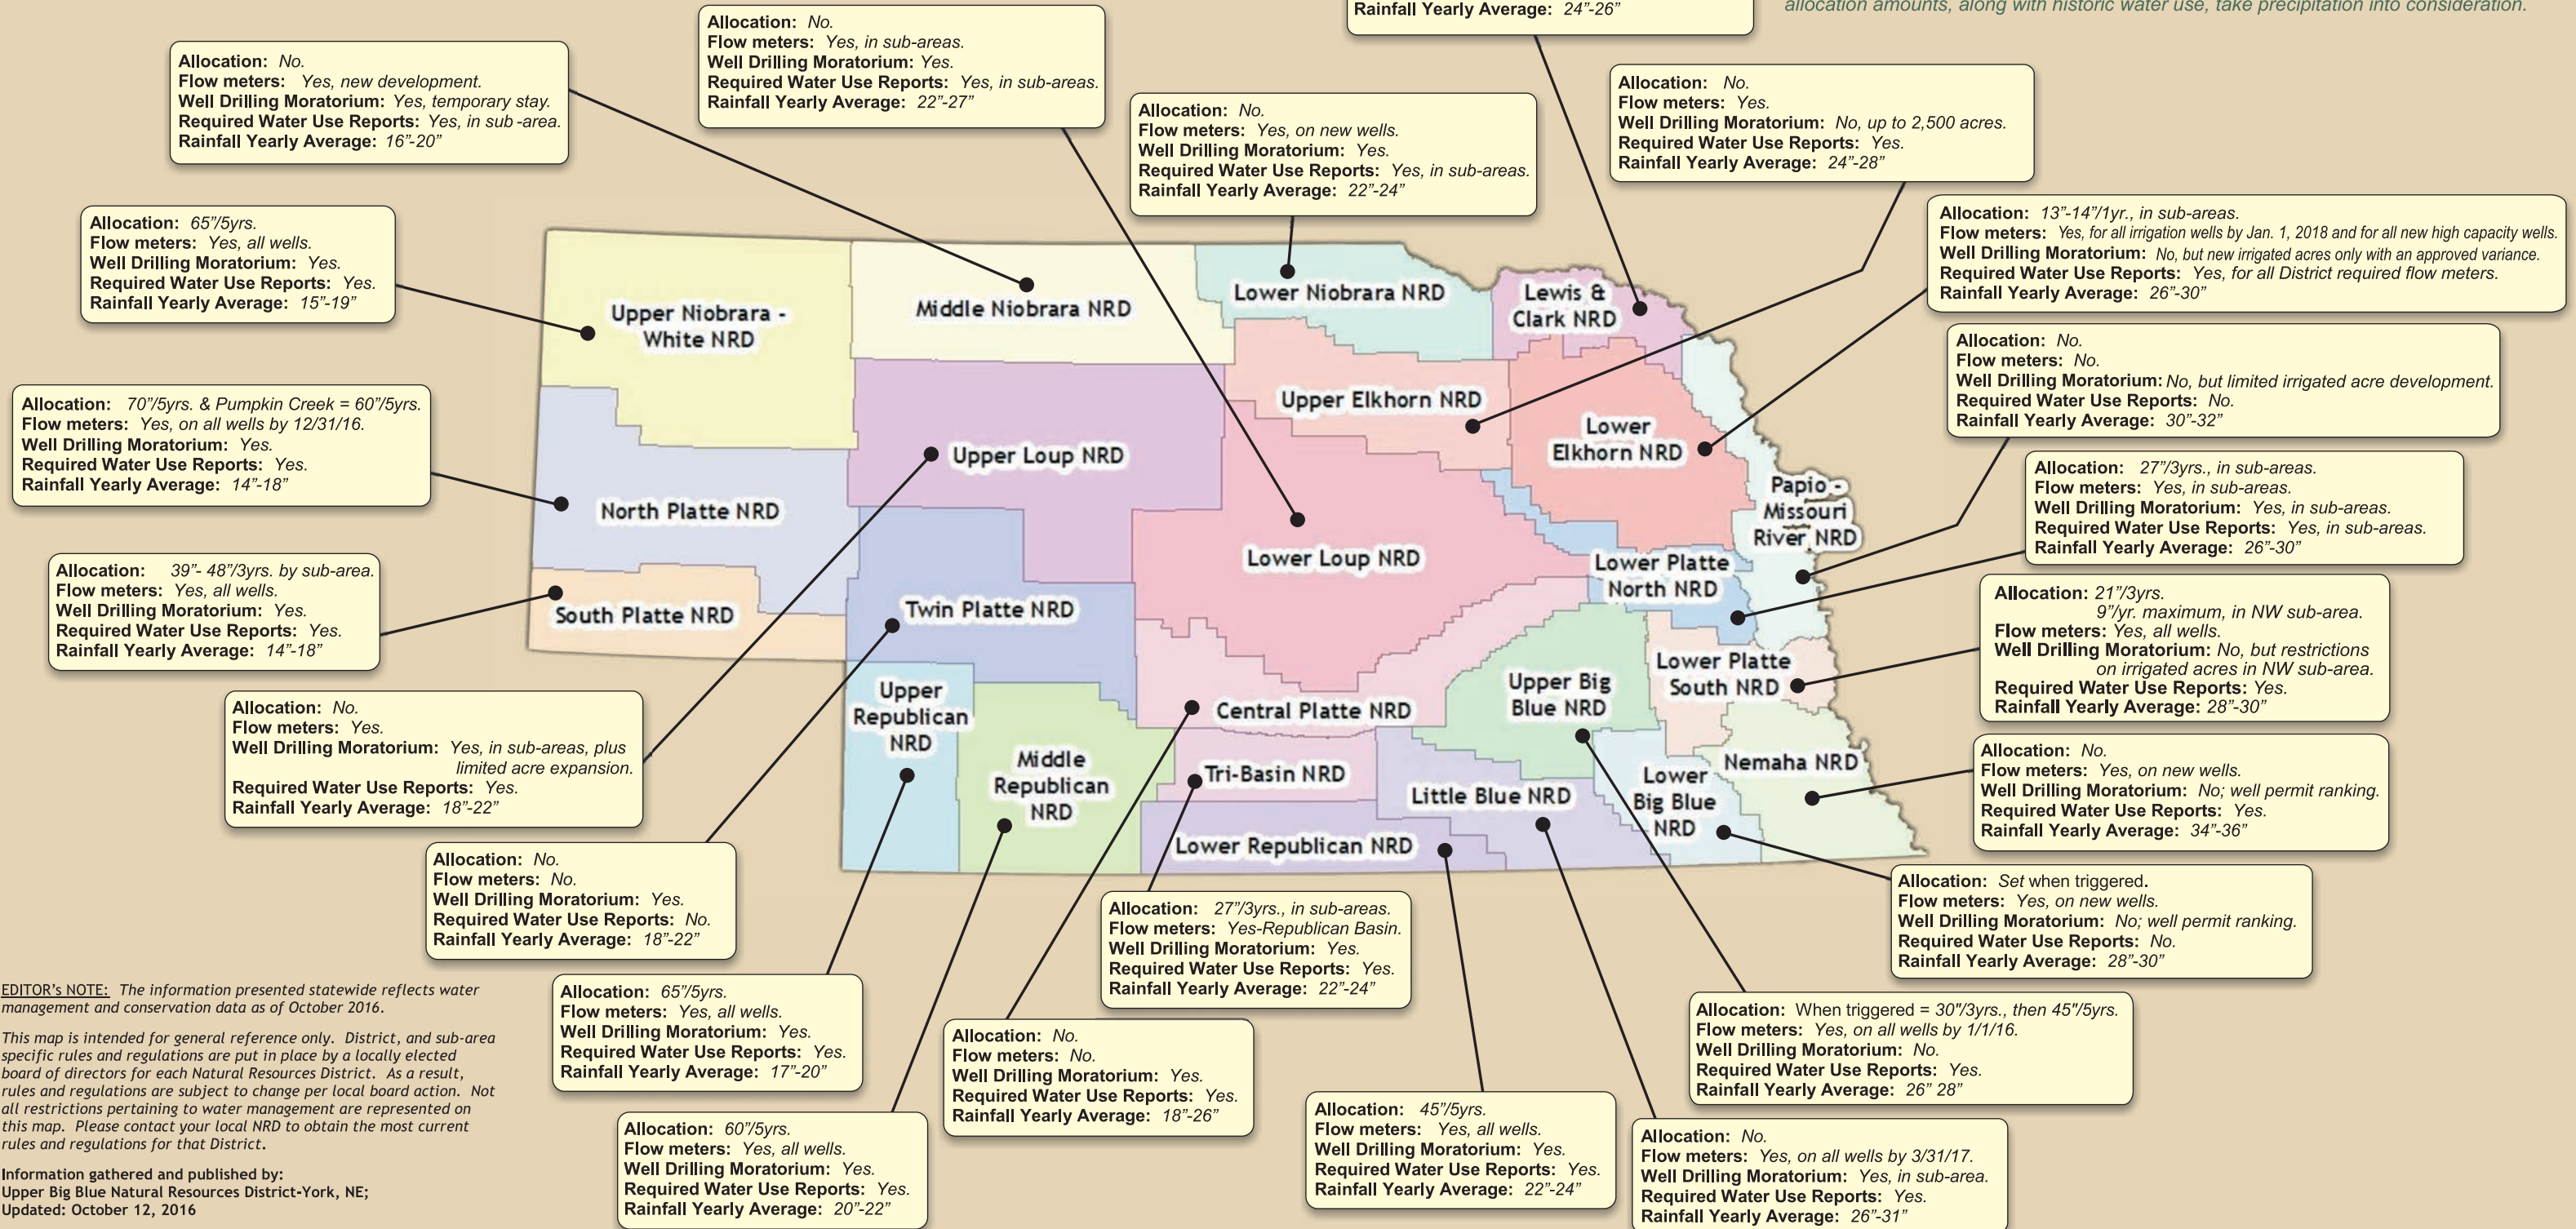 Rainfall Yearly Average: 24”-26”
allocation amounts, along with historic water use, take precipitation into consideration.
Allocation: No.
Flow meters: Yes, in sub-areas.
Well Drilling Moratorium: Yes.
Required Water Use Reports: Yes, in sub-areas.
Rainfall Yearly Average: 22”-27”
Allocation: No.
Flow meters: Yes, new development.
Well Drilling Moratorium: Yes, temporary stay.
Required Water Use Reports: Yes, in sub-area.
Rainfall Yearly Average: 16”-20”
Allocation: No.
Flow meters: Yes, on new wells.
Well Drilling Moratorium: Yes.
Required Water Use Reports: Yes, in sub-areas.
Rainfall Yearly Average: 22”-24”
Allocation: No.
Flow meters: Yes.
Well Drilling Moratorium: No, up to 2,500 acres.
Required Water Use Reports: Yes.
Rainfall Yearly Average: 24”-28”
Allocation: 65”/5yrs.
Flow meters: Yes, all wells.
Well Drilling Moratorium: Yes.
Required Water Use Reports: Yes.
Rainfall Yearly Average: 15”-19”
Allocation: 13”-14”/1yr., in sub-areas.
Flow meters: Yes, for all irrigation wells by Jan. 1, 2018 and for all new high capacity wells.
Well Drilling Moratorium: No, but new irrigated acres only with an approved variance.
Required Water Use Reports: Yes, for all District required flow meters.
Rainfall Yearly Average: 26”-30”
Allocation: No.
Flow meters: No.
Well Drilling Moratorium: No, but limited irrigated acre development.
Required Water Use Reports: No.
Rainfall Yearly Average: 30”-32”
Allocation: 70”/5yrs. & Pumpkin Creek = 60”/5yrs.
Flow meters: Yes, on all wells by 12/31/16.
Well Drilling Moratorium: Yes.
Required Water Use Reports: Yes.
Rainfall Yearly Average: 14”-18”
Allocation: 27”/3yrs., in sub-areas.
Flow meters: Yes, in sub-areas.
Well Drilling Moratorium: Yes, in sub-areas.
Required Water Use Reports: Yes, in sub-areas.
Rainfall Yearly Average: 26”-30”
Allocation: 39”- 48”/3yrs. by sub-area.
Flow meters: Yes, all wells.
Well Drilling Moratorium: Yes.
Required Water Use Reports: Yes.
Rainfall Yearly Average: 14”-18”
Allocation: 21”/3yrs.
9”/yr. maximum, in NW sub-area.
Flow meters: Yes, all wells.
Well Drilling Moratorium: No, but restrictions
on irrigated acres in NW sub-area.
Required Water Use Reports: Yes.
Rainfall Yearly Average: 28”-30”
Upper Niobrara -
White NRD
Middle Niobrara NRD
Lower Niobrara NRD
Lewis &
Clark NRD
Upper Elkhorn NRD
Lower
Elkhorn NRD
Upper Loup NRD
North Platte NRD
Papio -
Missouri
River NRD
Lower Loup NRD
Lower Platte
North NRD
South Platte NRD
Twin Platte NRD
Lower Platte
South NRD
Upper
Republican
NRD
Central Platte NRD
Upper Big
Blue NRD
Middle
Republican
NRD
Tri-Basin NRD
Little Blue NRD
Lower
Big Blue
NRD
Nemaha NRD
Lower Republican NRD
Allocation: No.
Flow meters: Yes.
Well Drilling Moratorium: Yes, in sub-areas, plus
limited acre expansion.
Required Water Use Reports: Yes.
Rainfall Yearly Average: 18”-22”
Allocation: No.
Flow meters: Yes, on new wells.
Well Drilling Moratorium: No; well permit ranking.
Required Water Use Reports: Yes.
Rainfall Yearly Average: 34”-36”
Allocation: No.
Flow meters: No.
Well Drilling Moratorium: Yes.
Required Water Use Reports: No.
Rainfall Yearly Average: 18”-22”
Allocation: Set when triggered.
Flow meters: Yes, on new wells.
Well Drilling Moratorium: No; well permit ranking.
Required Water Use Reports: No.
Rainfall Yearly Average: 28”-30”
Allocation: 27”/3yrs., in sub-areas.
Flow meters: Yes-Republican Basin.
Well Drilling Moratorium: Yes.
Required Water Use Reports: Yes.
Rainfall Yearly Average: 22”-24”
Allocation: 65”/5yrs.
Flow meters: Yes, all wells.
Well Drilling Moratorium: Yes.
Required Water Use Reports: Yes.
Rainfall Yearly Average: 17”-20”
Allocation: When triggered = 30"/3yrs., then 45"/5yrs.
Flow meters: Yes, on all wells by 1/1/16.
Well Drilling Moratorium: No.
Required Water Use Reports: Yes.
Rainfall Yearly Average: 26” 28”
Allocation: No.
Flow meters: No.
Well Drilling Moratorium: Yes.
Required Water Use Reports: Yes.
Rainfall Yearly Average: 18”-26”
Allocation: 45”/5yrs.
Flow meters: Yes, all wells.
Well Drilling Moratorium: Yes.
Required Water Use Reports: Yes.
Rainfall Yearly Average: 22”-24”
Allocation: 60”/5yrs.
Flow meters: Yes, all wells.
Well Drilling Moratorium: Yes.
Required Water Use Reports: Yes.
Rainfall Yearly Average: 20”-22”
Allocation: No.
Flow meters: Yes, on all wells by 3/31/17.
Well Drilling Moratorium: Yes, in sub-area.
Required Water Use Reports: Yes.
Rainfall Yearly Average: 26”-31”
EDITOR’s NOTE: The information presented statewide reflects water
management and conservation data as of October 2016.
This map is intended for general reference only. District, and sub-area
specific rules and regulations are put in place by a locally elected
board of directors for each Natural Resources District. As a result,
rules and regulations are subject to change per local board action. Not
all restrictions pertaining to water management are represented on
this map. Please contact your local NRD to obtain the most current
rules and regulations for that District.
Information gathered and published by:
Upper Big Blue Natural Resources District-York, NE;
Updated: October 12, 2016